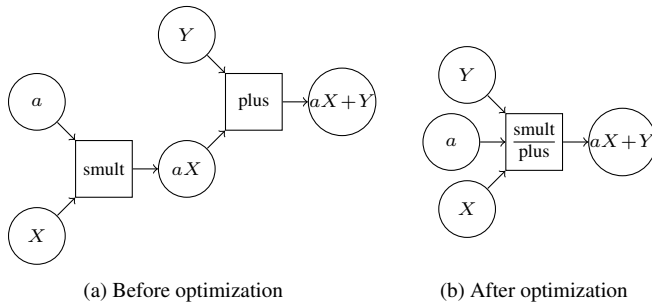 Y
a
plus
aX+Y
smult
aX
X
(a) Before optimization
Y
a
smult
plus
aX+Y
X
(b) After optimization